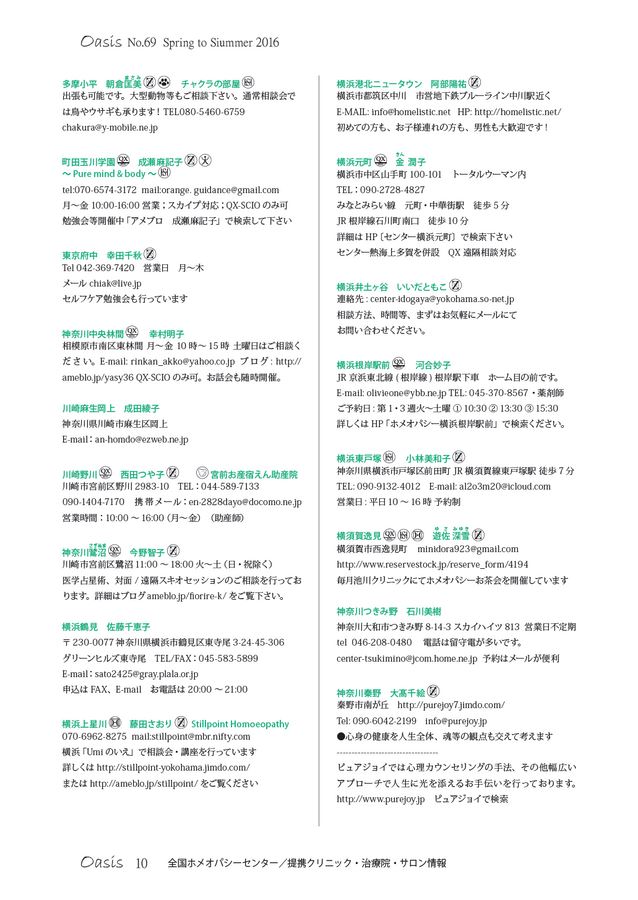 Oasis No.69 Spring to Siummer 2016
多摩小平 朝倉匡美 チャクラの部屋
出張も可能です。大型動物等もご相談下さい。通常相談会で
は鳥やウサギも承ります！TEL080-5460-6759
chakura@y-mobile.ne.jp
町田玉川学園 成瀬麻記子
～ Pure mind & body ～
tel:070-6574-3172 mail:orange. guidance@gmail.com
月～金 10:00-16:00 営業；スカイプ対応；QX-SCIO のみ可
勉強会等開催中「アメブロ 成瀬麻記子」で検索して下さい
東京府中 幸田千秋
Tel 042-369-7420 営業日 月～木
メール chiak@live.jp
セルフケア勉強会も行っています
神奈川中央林間 幸村明子
相模原市南区東林間 月～金 10 時～ 15 時 土曜日はご相談く
ださい。E-mail: rinkan_akko@yahoo.co.jp ブログ: http://
ameblo.jp/yasy36 QX-SCIO のみ可。お話会も随時開催。
川崎麻生岡上 成田綾子
神奈川県川崎市麻生区岡上
E-mail：an-homdo@ezweb.ne.jp
川崎野川 西田つや子 宮前お産宿えん助産院
川崎市宮前区野川 2983-10 TEL：044-589-7133
090-1404-7170 携帯メール：en-2828dayo@docomo.ne.jp
営業時間：10:00 ～ 16:00（月～金）（助産師）
神奈川鷺沼 今野智子
川崎市宮前区鷺沼 11:00 ～ 18:00 火～土（日・祝除く）
医学占星術、対面 / 遠隔スキオセッションのご相談を行ってお
ります。詳細はブログ ameblo.jp/fiorire-k/ をご覧下さい。
横浜鶴見 佐藤千恵子
〒 230-0077 神奈川県横浜市鶴見区東寺尾 3-24-45-306
グリーンヒルズ東寺尾 TEL/FAX：045-583-5899
E-mail：sato2425@gray.plala.or.jp
申込は FAX、E-mail お電話は 20:00 ～ 21:00
横浜上星川 藤田さおり Stillpoint Homoeopathy
070-6962-8275 mail:stillpoint@mbr.nifty.com
横浜「Umi のいえ」で相談会・講座を行っています
詳しくは http://stillpoint-yokohama.jimdo.com/
または http://ameblo.jp/stillpoint/ をご覧ください
横浜港北ニュータウン 阿部陽祐
横浜市都筑区中川 市営地下鉄ブルーライン中川駅近く
E-MAIL: info@homelistic.net HP: http://homelistic.net/
初めての方も、お子様連れの方も、男性も大歓迎です！
横浜元町 金 潤子
横浜市中区山手町 100-101 トータルウーマン内
TEL：090-2728-4827
みなとみらい線 元町・中華街駅 徒歩 5 分
JR 根岸線石川町南口 徒歩 10 分
詳細は HP〔センター横浜元町〕で検索下さい
センター熱海上多賀を併設 QX 遠隔相談対応
横浜井土ヶ谷 いいだともこ
連絡先 : center-idogaya@yokohama.so-net.jp
相談方法、時間等、まずはお気軽にメールにて
お問い合わせください。
横浜根岸駅前 河合妙子
JR 京浜東北線 ( 根岸線 ) 根岸駅下車 ホーム目の前です。
E-mail: olivieone@ybb.ne.jp TEL: 045-370-8567・薬剤師
ご予約日 : 第 1・3 週火～土曜 ① 10:30 ② 13:30 ③ 15:30
詳しくは HP「ホメオパシー横浜根岸駅前」で検索ください。
横浜東戸塚 小林美和子
神奈川県横浜市戸塚区前田町 JR 横須賀線東戸塚駅 徒歩 7 分
TEL: 090-9132-4012 E-mail: al2o3m20@icloud.com
営業日 : 平日 10 ～ 16 時 予約制
横須賀逸見 遊佐 深雪
横須賀市西逸見町 minidora923@gmail.com
http://www.reservestock.jp/reserve_form/4194
毎月池川クリニックにてホメオパシーお茶会を開催しています
神奈川つきみ野 石川美樹
神奈川大和市つきみ野 8-14-3 スカイハイツ 813 営業日不定期
tel 046-208-0480 電話は留守電が多いです。
center-tsukimino@jcom.home.ne.jp 予約はメールが便利
神奈川秦野 大高千絵
秦野市南が丘 http://purejoy7.jimdo.com/
Tel: 090-6042-2199 info@purejoy.jp
●心身の健康を人生全体、魂等の観点も交えて考えます
----------------------------------
ピュアジョイでは心理カウンセリングの手法、その他幅広い
アプローチで人生に光を添えるお手伝いを行っております。
http://www.purejoy.jp ピュアジョイで検索
Oasis 10 全国ホメオパシーセンター／提携クリニック・治療院・サロン情報